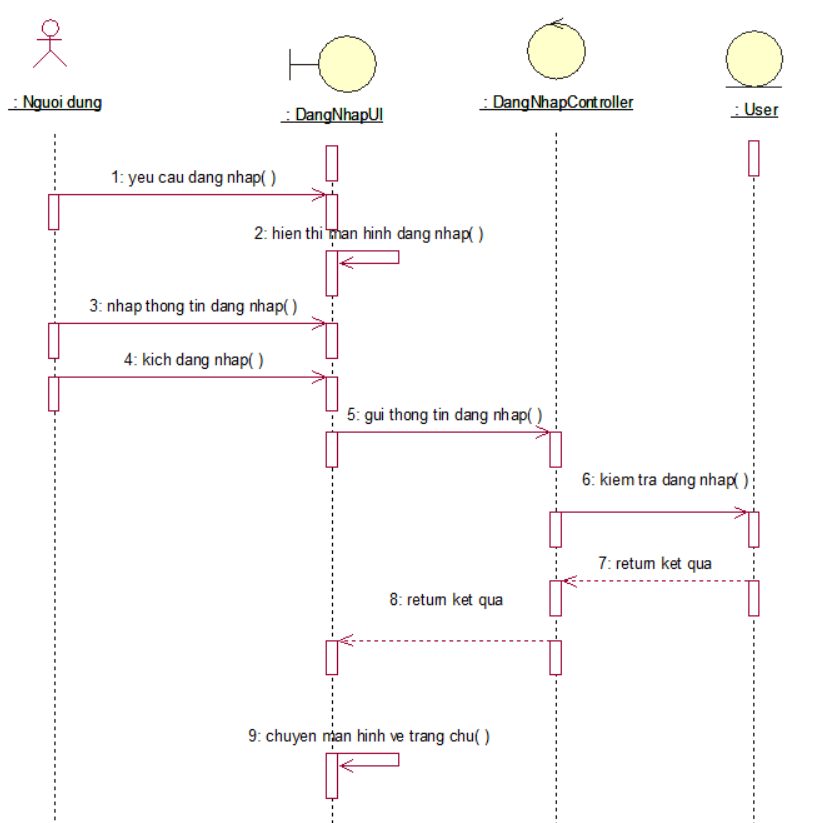 : Nguoi dung
: DangNhapUI
: DangNhapController
: User
1: yeu cau dang nhap( )
2: hien thi man hinh dang nhap( )
3: nhap thong tin dang nhap( )
4: kich dang nhap( )
5: gui thong tin dang nhap( )
6: kiem tra dang nhap( )
7: return ket qua
8: return ket qua
9: chuyen man hinh ve trang chu( )